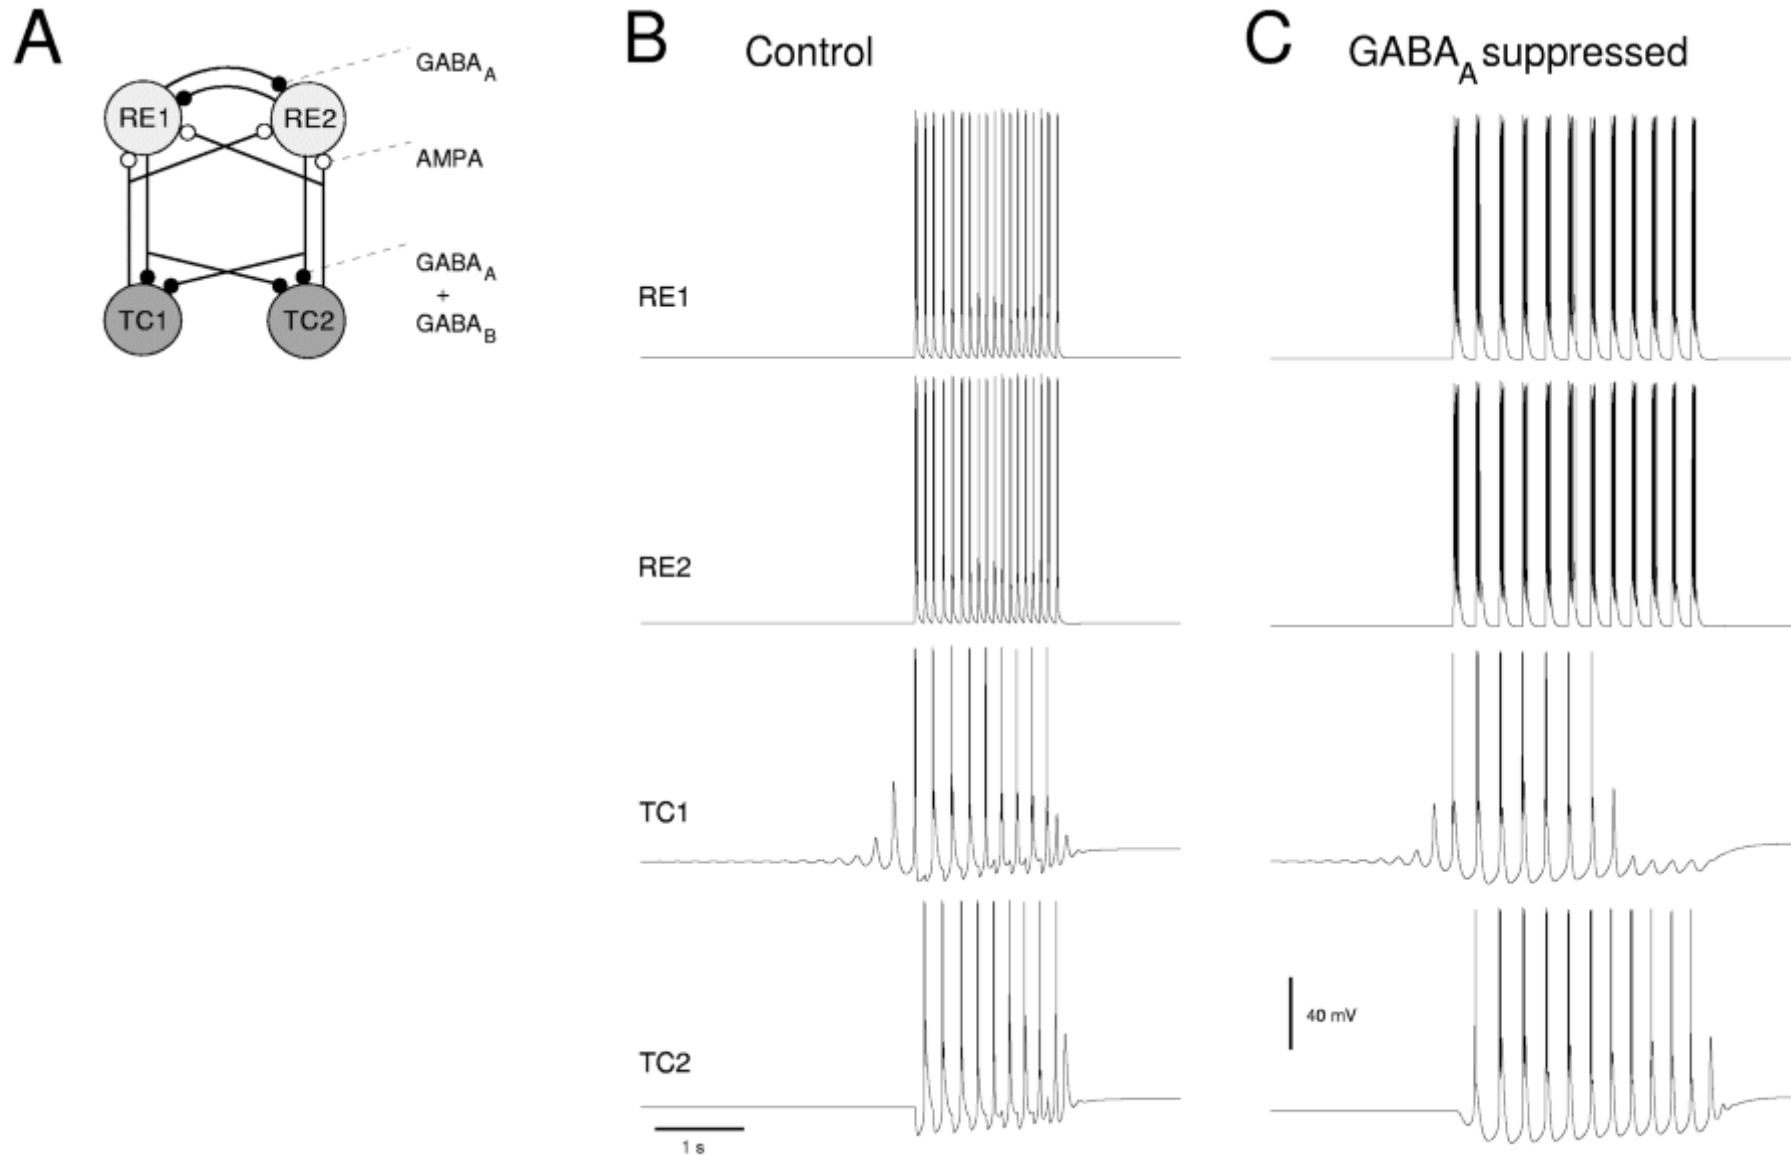 A
B
Control
C
GABA_A suppressed
GABA_A
RE1
RE2
AMPA
GABA_A
+
GABA_B
TC1
TC2
RE1
RE2
TC1
TC2
40 mV
1 s